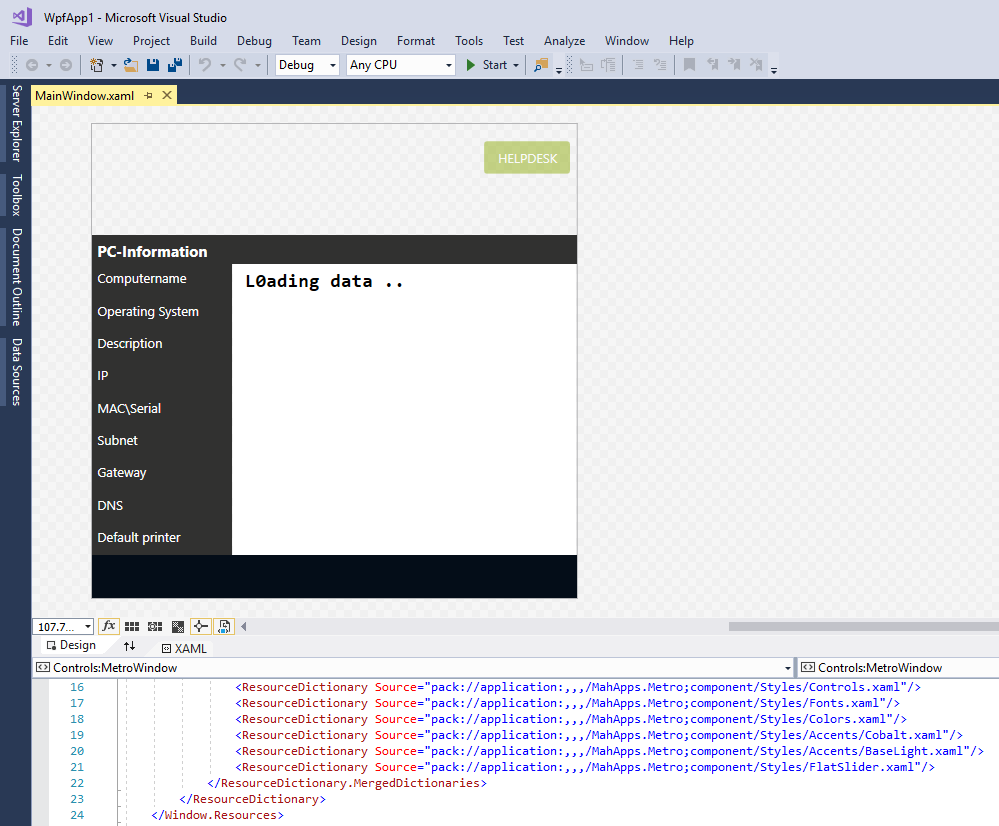 WpfApp1 - Microsoft Visual Studio
File Edit View Project Build Debug Team Design Format Tools Test Analyze Window Help
Debug Any CPU Start
MainWindow.xaml
Server Explorer
Toolbox
Document Outline
Data Sources
HELPDESK
PC-Information
Computername
L0ading data ..
Operating System
Description
IP
MAC\Serial
Subnet
Gateway
DNS
Default printer
107.7... fx
Design XAML
Controls:MetroWindow Controls:MetroWindow
16 <ResourceDictionary Source="pack://application:,,,/MahApps.Metro;component/Styles/Controls.xaml"/>
17 <ResourceDictionary Source="pack://application:,,,/MahApps.Metro;component/Styles/Fonts.xaml"/>
18 <ResourceDictionary Source="pack://application:,,,/MahApps.Metro;component/Styles/Colors.xaml"/>
19 <ResourceDictionary Source="pack://application:,,,/MahApps.Metro;component/Styles/Accents/Cobalt.xaml"/>
20 <ResourceDictionary Source="pack://application:,,,/MahApps.Metro;component/Styles/Accents/BaseLight.xaml"/>
21 <ResourceDictionary Source="pack://application:,,,/MahApps.Metro;component/Styles/FlatSlider.xaml"/>
22 </ResourceDictionary.MergedDictionaries>
23 </ResourceDictionary>
24 </Window.Resources>